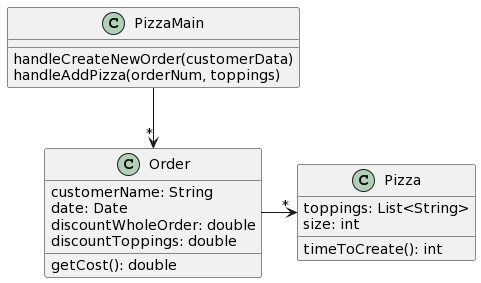 C PizzaMain
handleCreateNewOrder(customerData)
handleAddPizza(orderNum, toppings)
*
C Order
customerName: String
date: Date
discountWholeOrder: double
discountToppings: double
getCost(): double
*
C Pizza
toppings: List<String>
size: int
timeToCreate(): int